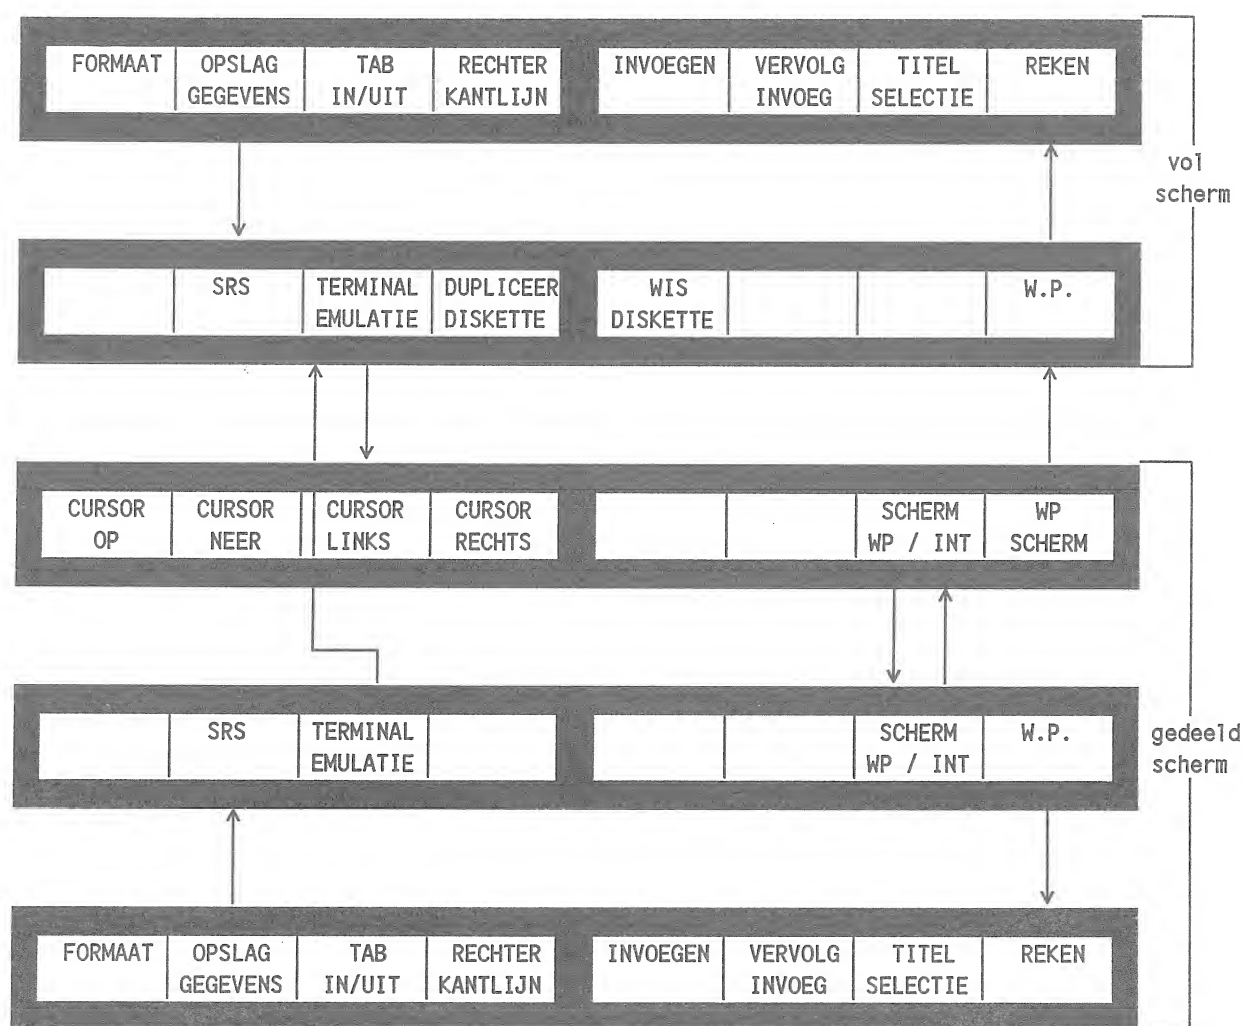 FORMAAT OPSLAG TAB RECHTER INVOEGEN VERVOLG TITEL REKEN
GEGEVENS IN/UIT KANTLIJN INVOEG SELECTIE
vol
scherm
SRS TERMINAL DUPLICEER WIS W.P.
EMULATIE DISKETTE DISKETTE
CURSOR CURSOR CURSOR CURSOR SCHERM WP
OP NEER LINKS RECHTS WP / INT SCHERM
SRS TERMINAL SCHERM W.P.
EMULATIE WP / INT
gedeeld
scherm
FORMAAT OPSLAG TAB RECHTER INVOEGEN VERVOLG TITEL REKEN
GEGEVENS IN/UIT KANTLIJN INVOEG SELECTIE